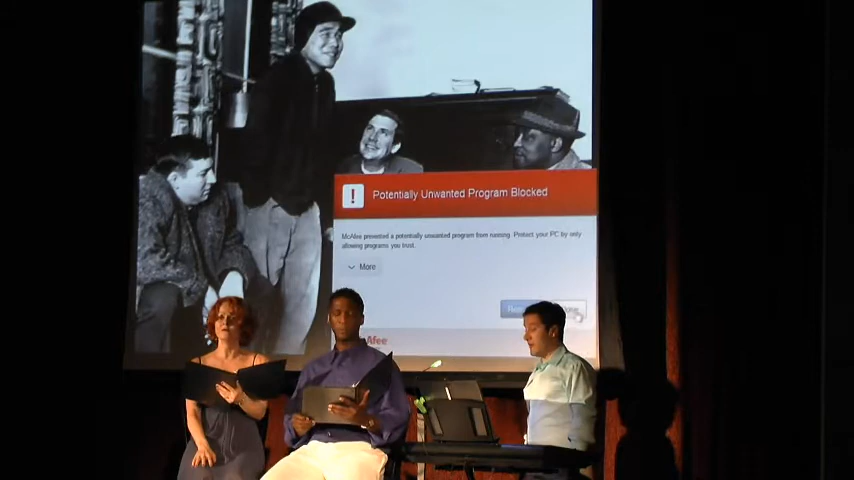 ! Potentially Unwanted Program Blocked
McAfee prevented a potentially unwanted program from running. Protect your PC by only
allowing programs you trust.
More
Afee